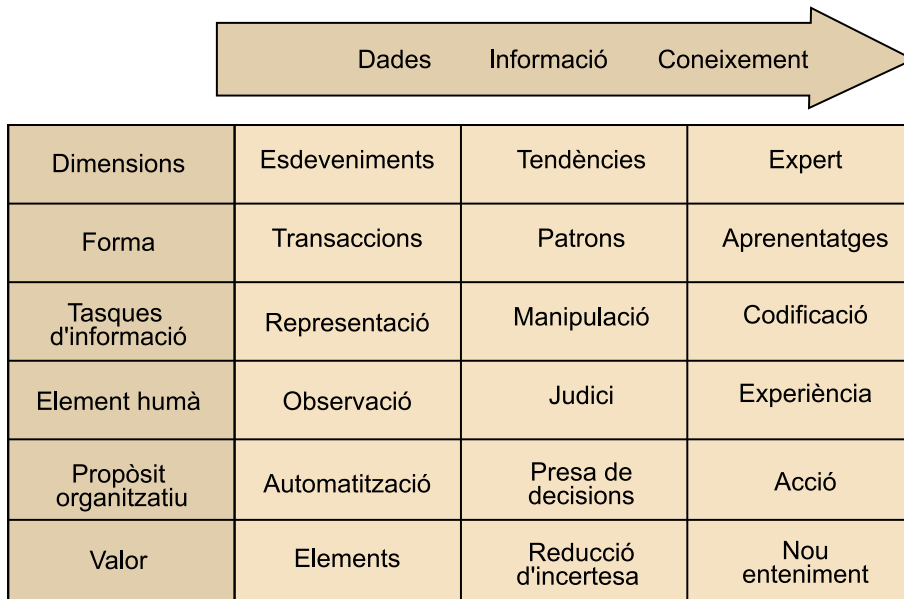 Dades Informació Coneixement
Dimensions Esdeveniments Tendències Expert
Forma Transaccions Patrons Aprenentatges
Tasques
d'informació Representació Manipulació Codificació
Element humà Observació Judici Experiència
Propòsit
organitzatiu Automatització Presa de
decisions Acció
Valor Elements Reducció
d'incertesa Nou
enteniment